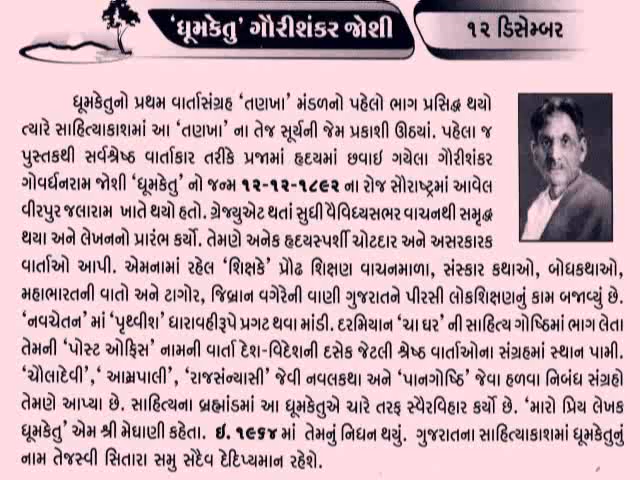 ‘ધૂમકેતુ’ ગૌરીશંકર જોશી
૧૨ ડિસેમ્બર
ધૂમકેતુનો પ્રથમ વાર્તાસંગ્રહ ‘તણખા’ મંડળનો પહેલો ભાગ પ્રસિદ્ધ થયો
ત્યારે સાહિત્યાકાશમાં આ ‘તણખા’ ના તેજ સૂર્યની જેમ પ્રકાશી ઊઠયાં. પહેલા જ
પુસ્તકથી સર્વશ્રેષ્ઠ વાર્તાકાર તરીકે પ્રજામાં હૃદયમાં છવાઇ ગયેલા ગૌરીશંકર
ગોવર્ધનરામ જોશી ‘ધૂમકેતુ’ નો જન્મ ૧૨-૧૨-૧૮૯૨ ના રોજ સૌરાષ્ટ્રમાં આવેલ
વીરપુર જલારામ ખાતે થયો હતો. ગ્રેજ્યુએટ થતાં સુધી વૈવિધ્યસભર વાચનથી સમૃદ્ધ
થયા અને લેખનનો પ્રારંભ કર્યો. તેમણે અનેક હૃદયસ્પર્શી ચોટદાર અને અસરકારક
વાર્તાઓ આપી. એમનામાં રહેલ ‘શિક્ષકે’ પ્રૌઢ શિક્ષણ વાચનમાળા, સંસ્કાર કથાઓ, બોધકથાઓ,
મહાભારતની વાતો અને ટાગોર, જિબ્રાન વગેરેની વાણી ગુજરાતને પીરસી લોકશિક્ષણનું કામ બજાવ્યું છે.
‘નવચેતન’ માં ‘પૃથ્વીશ’ ધારાવહીરૂપે પ્રગટ થવા માંડી. દરમિયાન ‘ચા ઘર’ ની સાહિત્ય ગોષ્ઠિમાં ભાગ લેતા
તેમની ‘પોસ્ટ ઓફિસ’ નામની વાર્તા દેશ-વિદેશની દસેક જેટલી શ્રેષ્ઠ વાર્તાઓના સંગ્રહમાં સ્થાન પામી.
‘ચૌલાદેવી’,‘ આમ્રપાલી’, ‘રાજસંન્યાસી’ જેવી નવલકથા અને ‘પાનગોષ્ઠિ’ જેવા હળવા નિબંધ સંગ્રહો
તેમણે આપ્યા છે. સાહિત્યના બ્રહ્માંડમાં આ ધૂમકેતુએ ચારે તરફ સ્વૈરવિહાર કર્યો છે. ‘મારો પ્રિય લેખક
ધૂમકેતુ’ એમ શ્રી મેઘાણી કહેતા. ઇ. ૧૯૬૪ માં તેમનું નિધન થયું. ગુજરાતના સાહિત્યાકાશમાં ધૂમકેતુનું
નામ તેજસ્વી સિતારા સમુ સદૈવ દેદિપ્યમાન રહેશે.